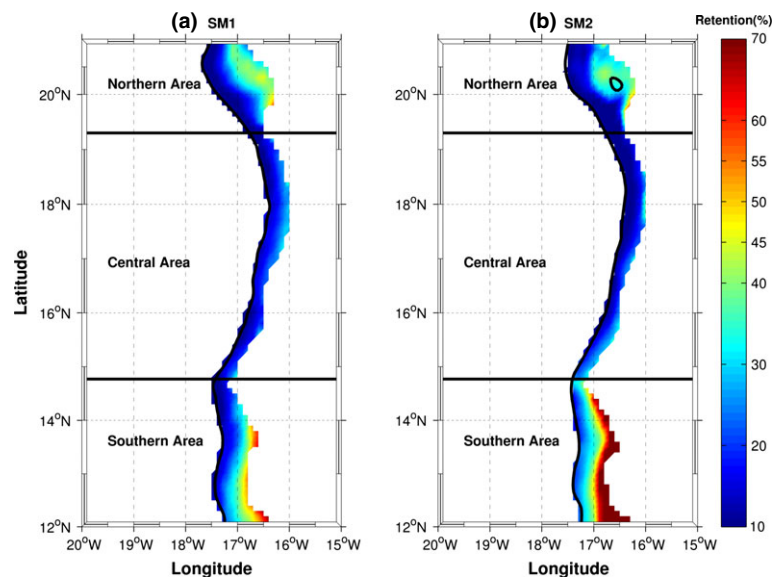 (a) SM1
(b) SM2
Retention(%)
Northern Area
Central Area
Southern Area
Northern Area
Central Area
Southern Area
20°N
18°N
16°N
14°N
12°N
20°N
18°N
16°N
14°N
12°N
Latitude
20°W 19°W 18°W 17°W 16°W 15°W
20°W 19°W 18°W 17°W 16°W 15°W
Longitude
Longitude
70
60
50
40
30
20
10